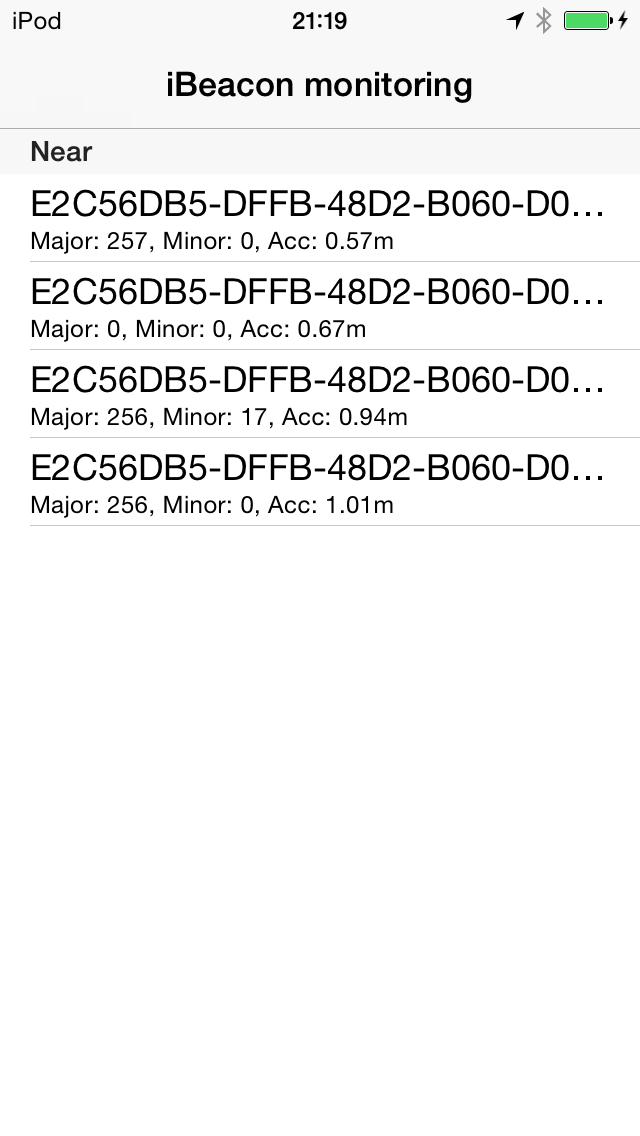 iPod 21:19
iBeacon monitoring
Near
E2C56DB5-DFFB-48D2-B060-D0...
Major: 257, Minor: 0, Acc: 0.57m
E2C56DB5-DFFB-48D2-B060-D0...
Major: 0, Minor: 0, Acc: 0.67m
E2C56DB5-DFFB-48D2-B060-D0...
Major: 256, Minor: 17, Acc: 0.94m
E2C56DB5-DFFB-48D2-B060-D0...
Major: 256, Minor: 0, Acc: 1.01m